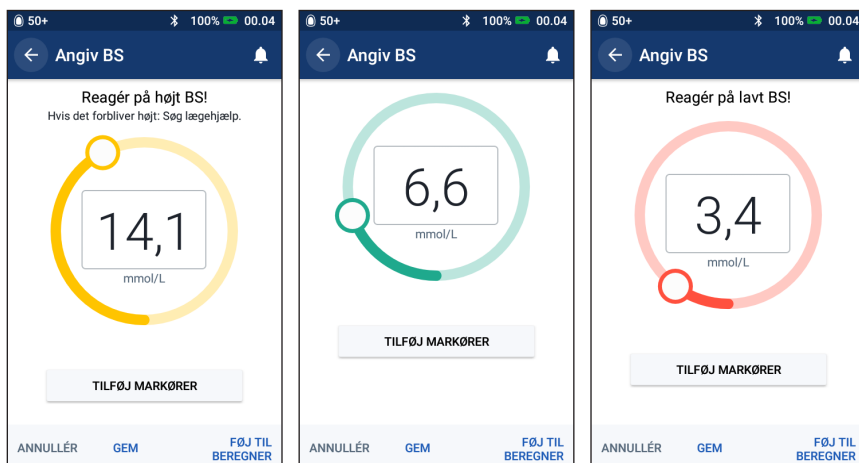 50+ 100% 00.04
Angiv BS
Reagér på højt BS!
Hvis det forbliver højt: Søg lægehjælp.
14,1
mmol/L
TILFØJ MARKØRER
ANNULLÉR GEM FØJ TIL
BEREGNER
50+ 100% 00.04
Angiv BS
6,6
mmol/L
TILFØJ MARKØRER
ANNULLÉR GEM FØJ TIL
BEREGNER
50+ 100% 00.04
Angiv BS
Reagér på lavt BS!
3,4
mmol/L
TILFØJ MARKØRER
ANNULLÉR GEM FØJ TIL
BEREGNER